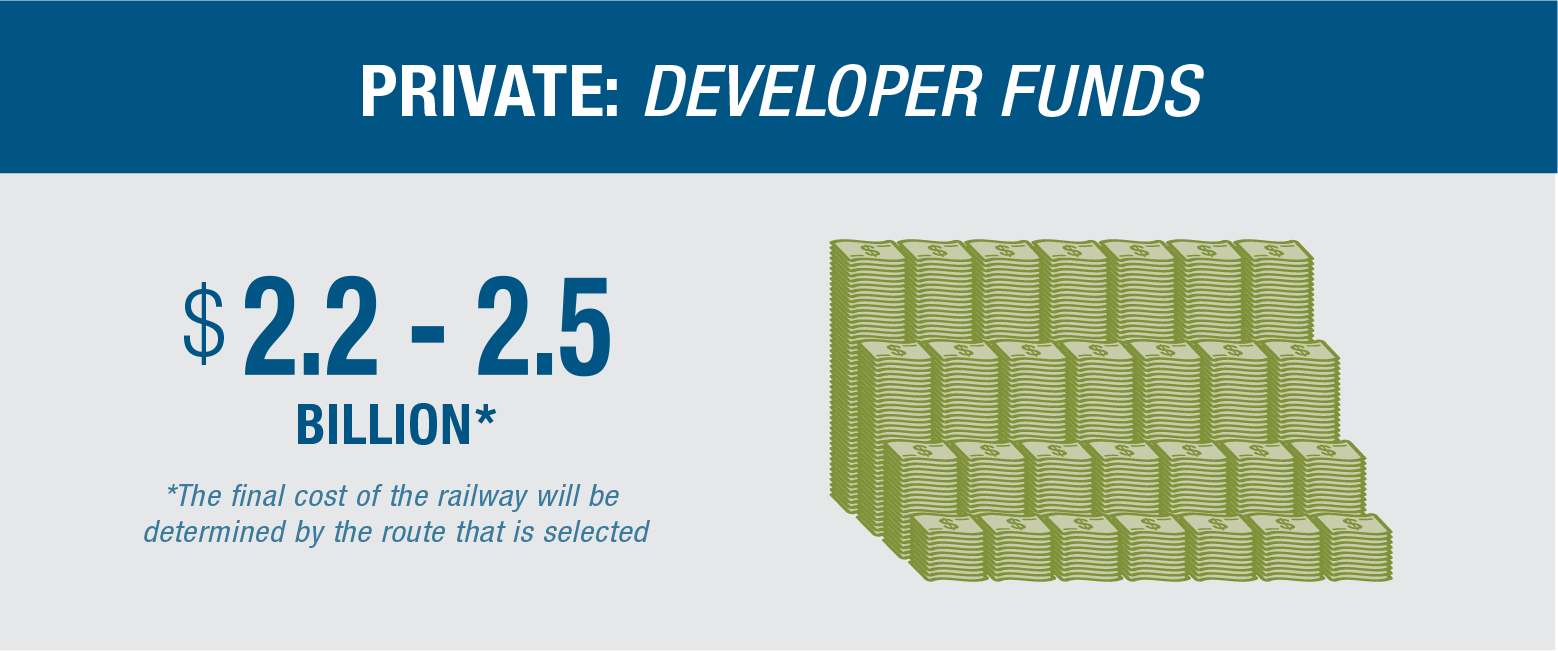 PRIVATE: DEVELOPER FUNDS
$2.2 - 2.5
BILLION*
*The final cost of the railway will be
determined by the route that is selected